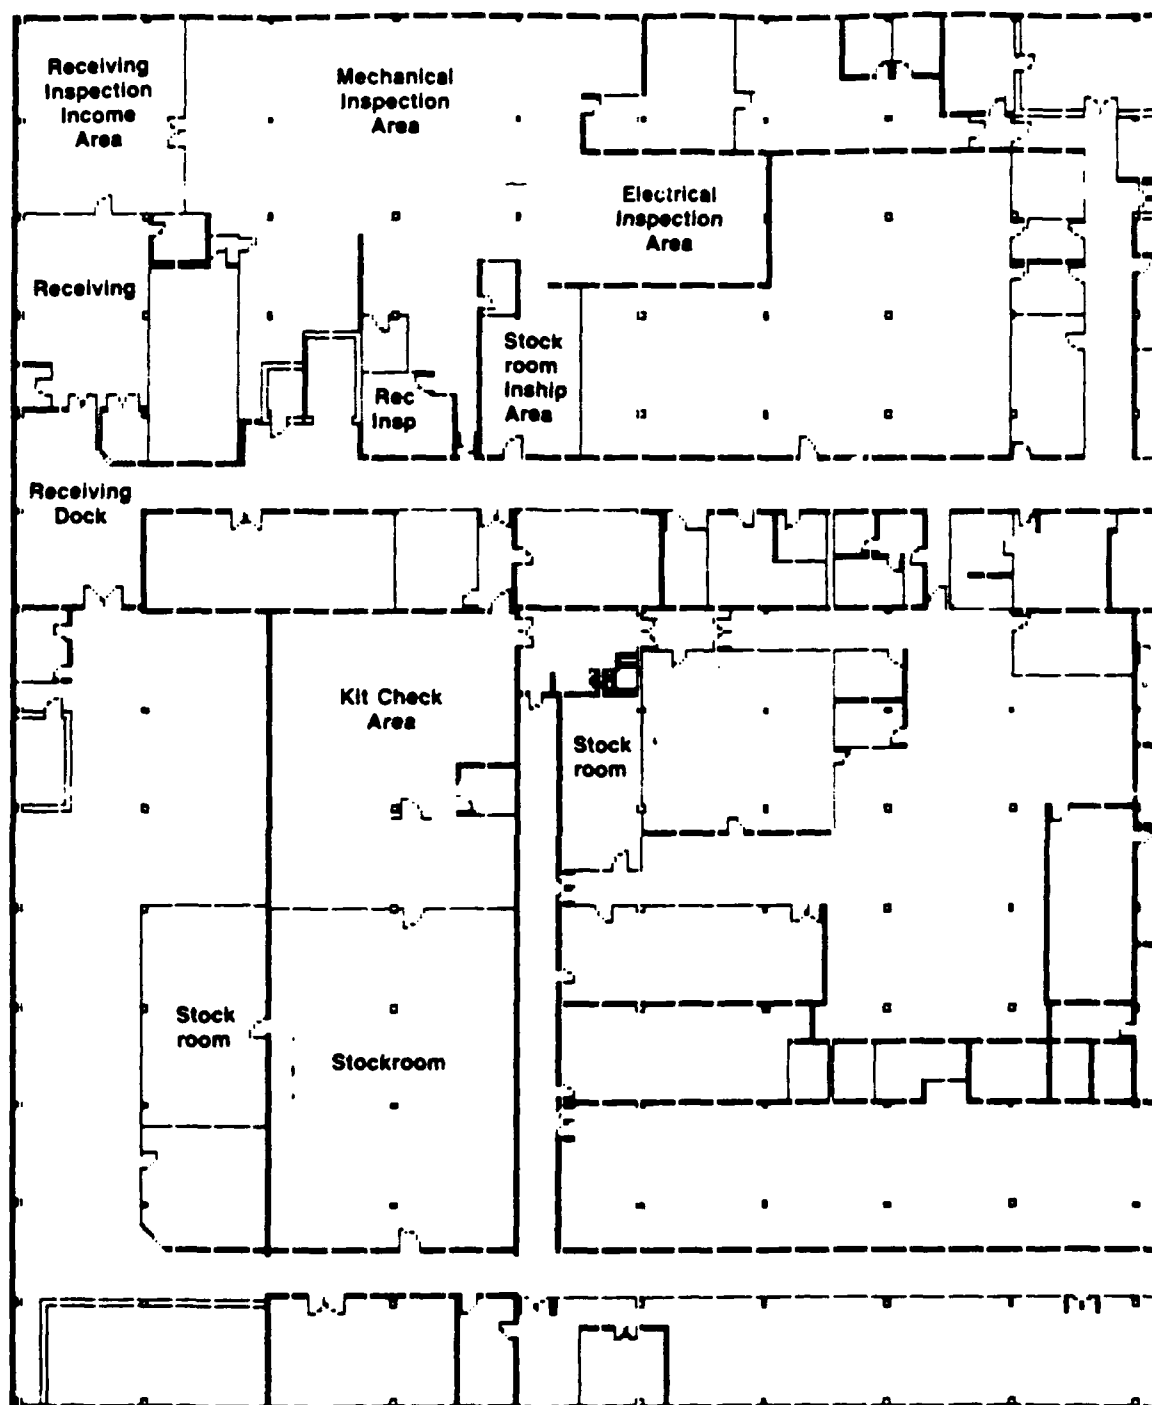 Receiving
Inspection
Income
Area
Mechanical
Inspection
Area
Electrical
Inspection
Area
Receiving
Stock
room
Inship
Area
Rec
Insp
Receiving
Dock
Kit Check
Area
Stock
room
Stock
room
Stockroom